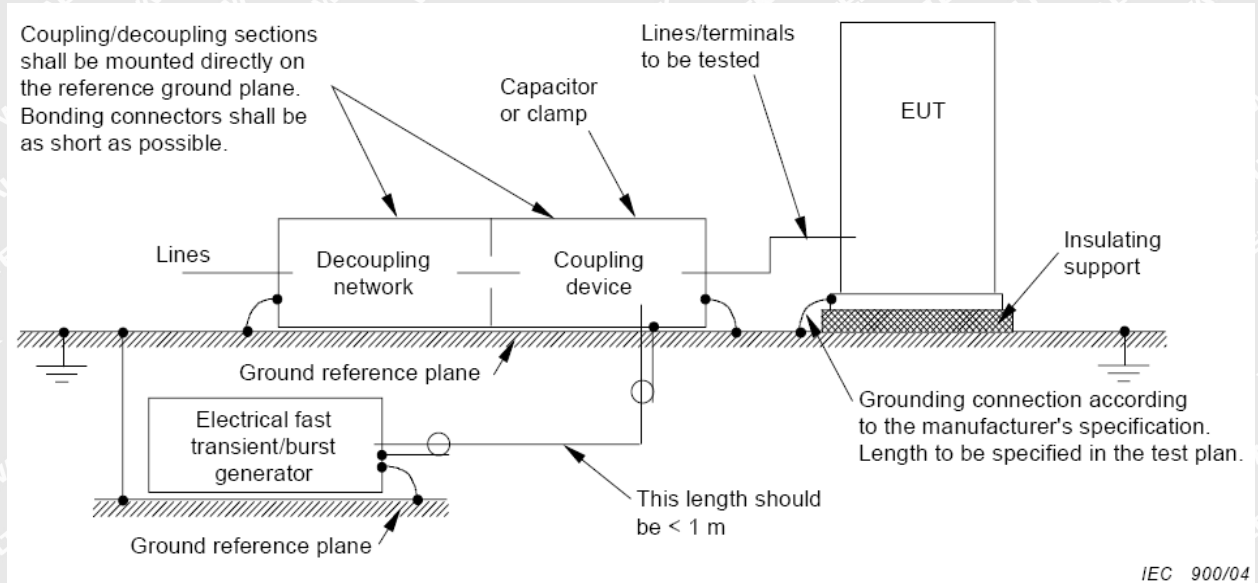 Coupling/decoupling sections
shall be mounted directly on
the reference ground plane.
Bonding connectors shall be
as short as possible.
Capacitor
or clamp
Lines/terminals
to be tested
EUT
Lines
Decoupling
network
Coupling
device
Insulating
support
Ground reference plane
Electrical fast
transient/burst
generator
Grounding connection according
to the manufacturer's specification.
Length to be specified in the test plan.
This length should
be < 1 m
Ground reference plane
IEC 900/04